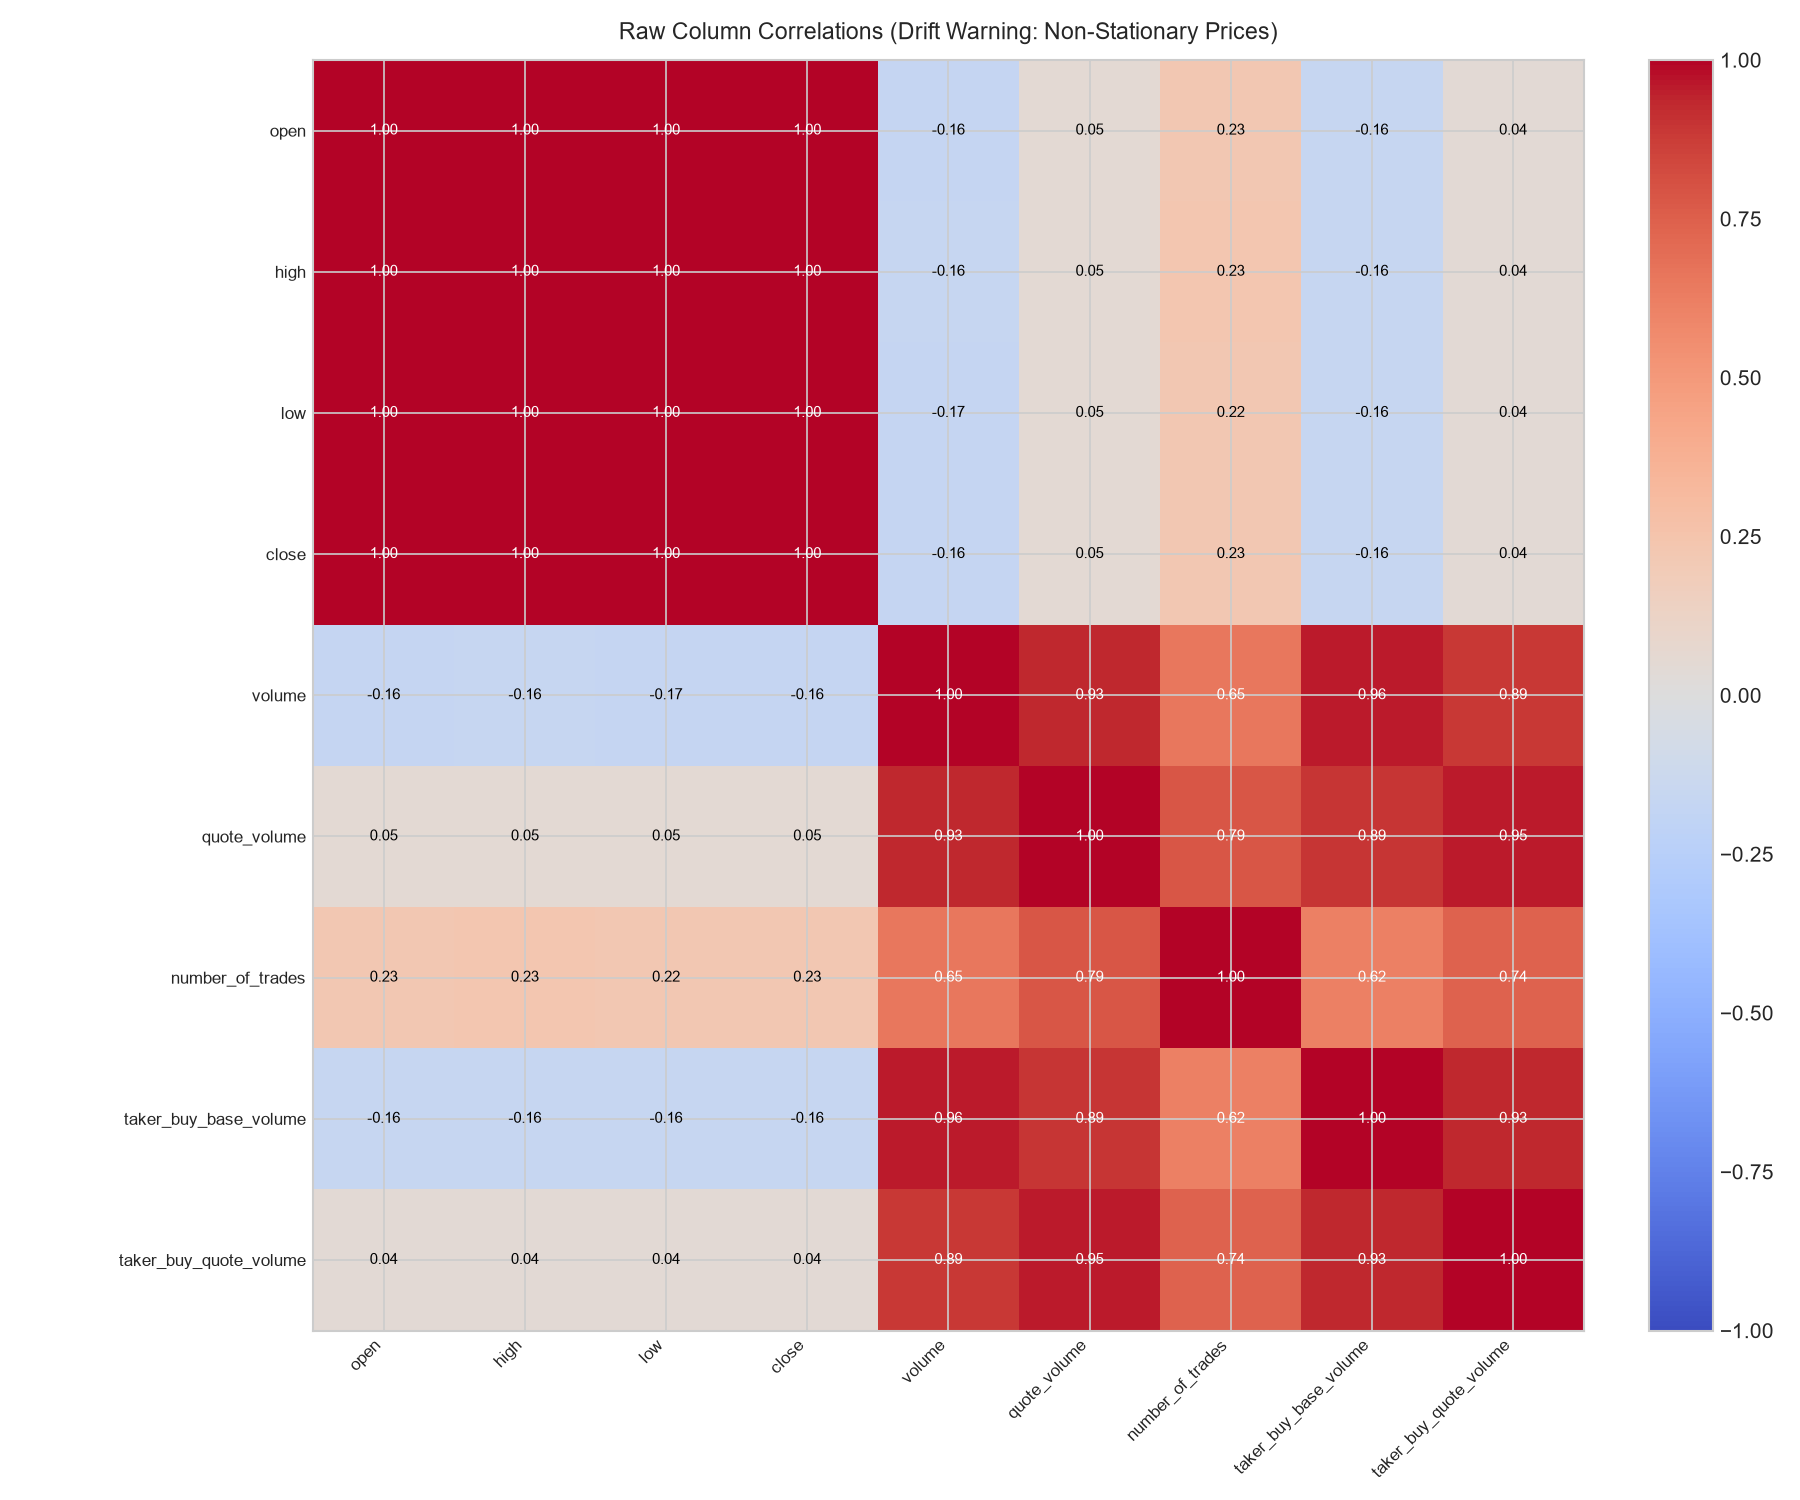 Raw Column Correlations (Drift Warning: Non-Stationary Prices)
open 1.00 1.00 1.00 1.00 -0.16 0.05 0.23 -0.16 0.04
high 1.00 1.00 1.00 1.00 -0.16 0.05 0.23 -0.16 0.04
low 1.00 1.00 1.00 1.00 -0.17 0.05 0.22 -0.16 0.04
close 1.00 1.00 1.00 1.00 -0.16 0.05 0.23 -0.16 0.04
volume -0.16 -0.16 -0.17 -0.16 1.00 0.93 0.65 0.96 0.89
quote_volume 0.05 0.05 0.05 0.05 0.93 1.00 0.79 0.89 0.95
number_of_trades 0.23 0.23 0.22 0.23 0.65 0.79 1.00 0.62 0.74
taker_buy_base_volume -0.16 -0.16 -0.16 -0.16 0.96 0.89 0.62 1.00 0.93
taker_buy_quote_volume 0.04 0.04 0.04 0.04 0.89 0.95 0.74 0.93 1.00
open high low close volume quote_volume number_of_trades taker_buy_base_volume taker_buy_quote_volume
1.00
0.75
0.50
0.25
0.00
−0.25
−0.50
−0.75
−1.00